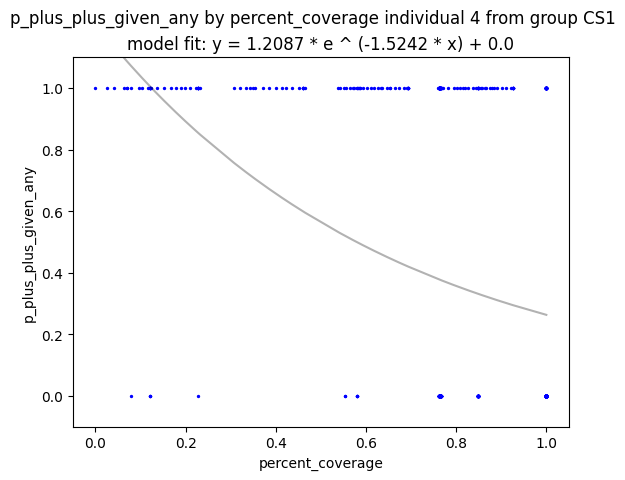 p_plus_plus_given_any by percent_coverage individual 4 from group CS1
model fit: y = 1.2087 * e ^ (-1.5242 * x) + 0.0
1.0
0.8
0.6
0.4
0.2
0.0
p_plus_plus_given_any
0.0 0.2 0.4 0.6 0.8 1.0
percent_coverage